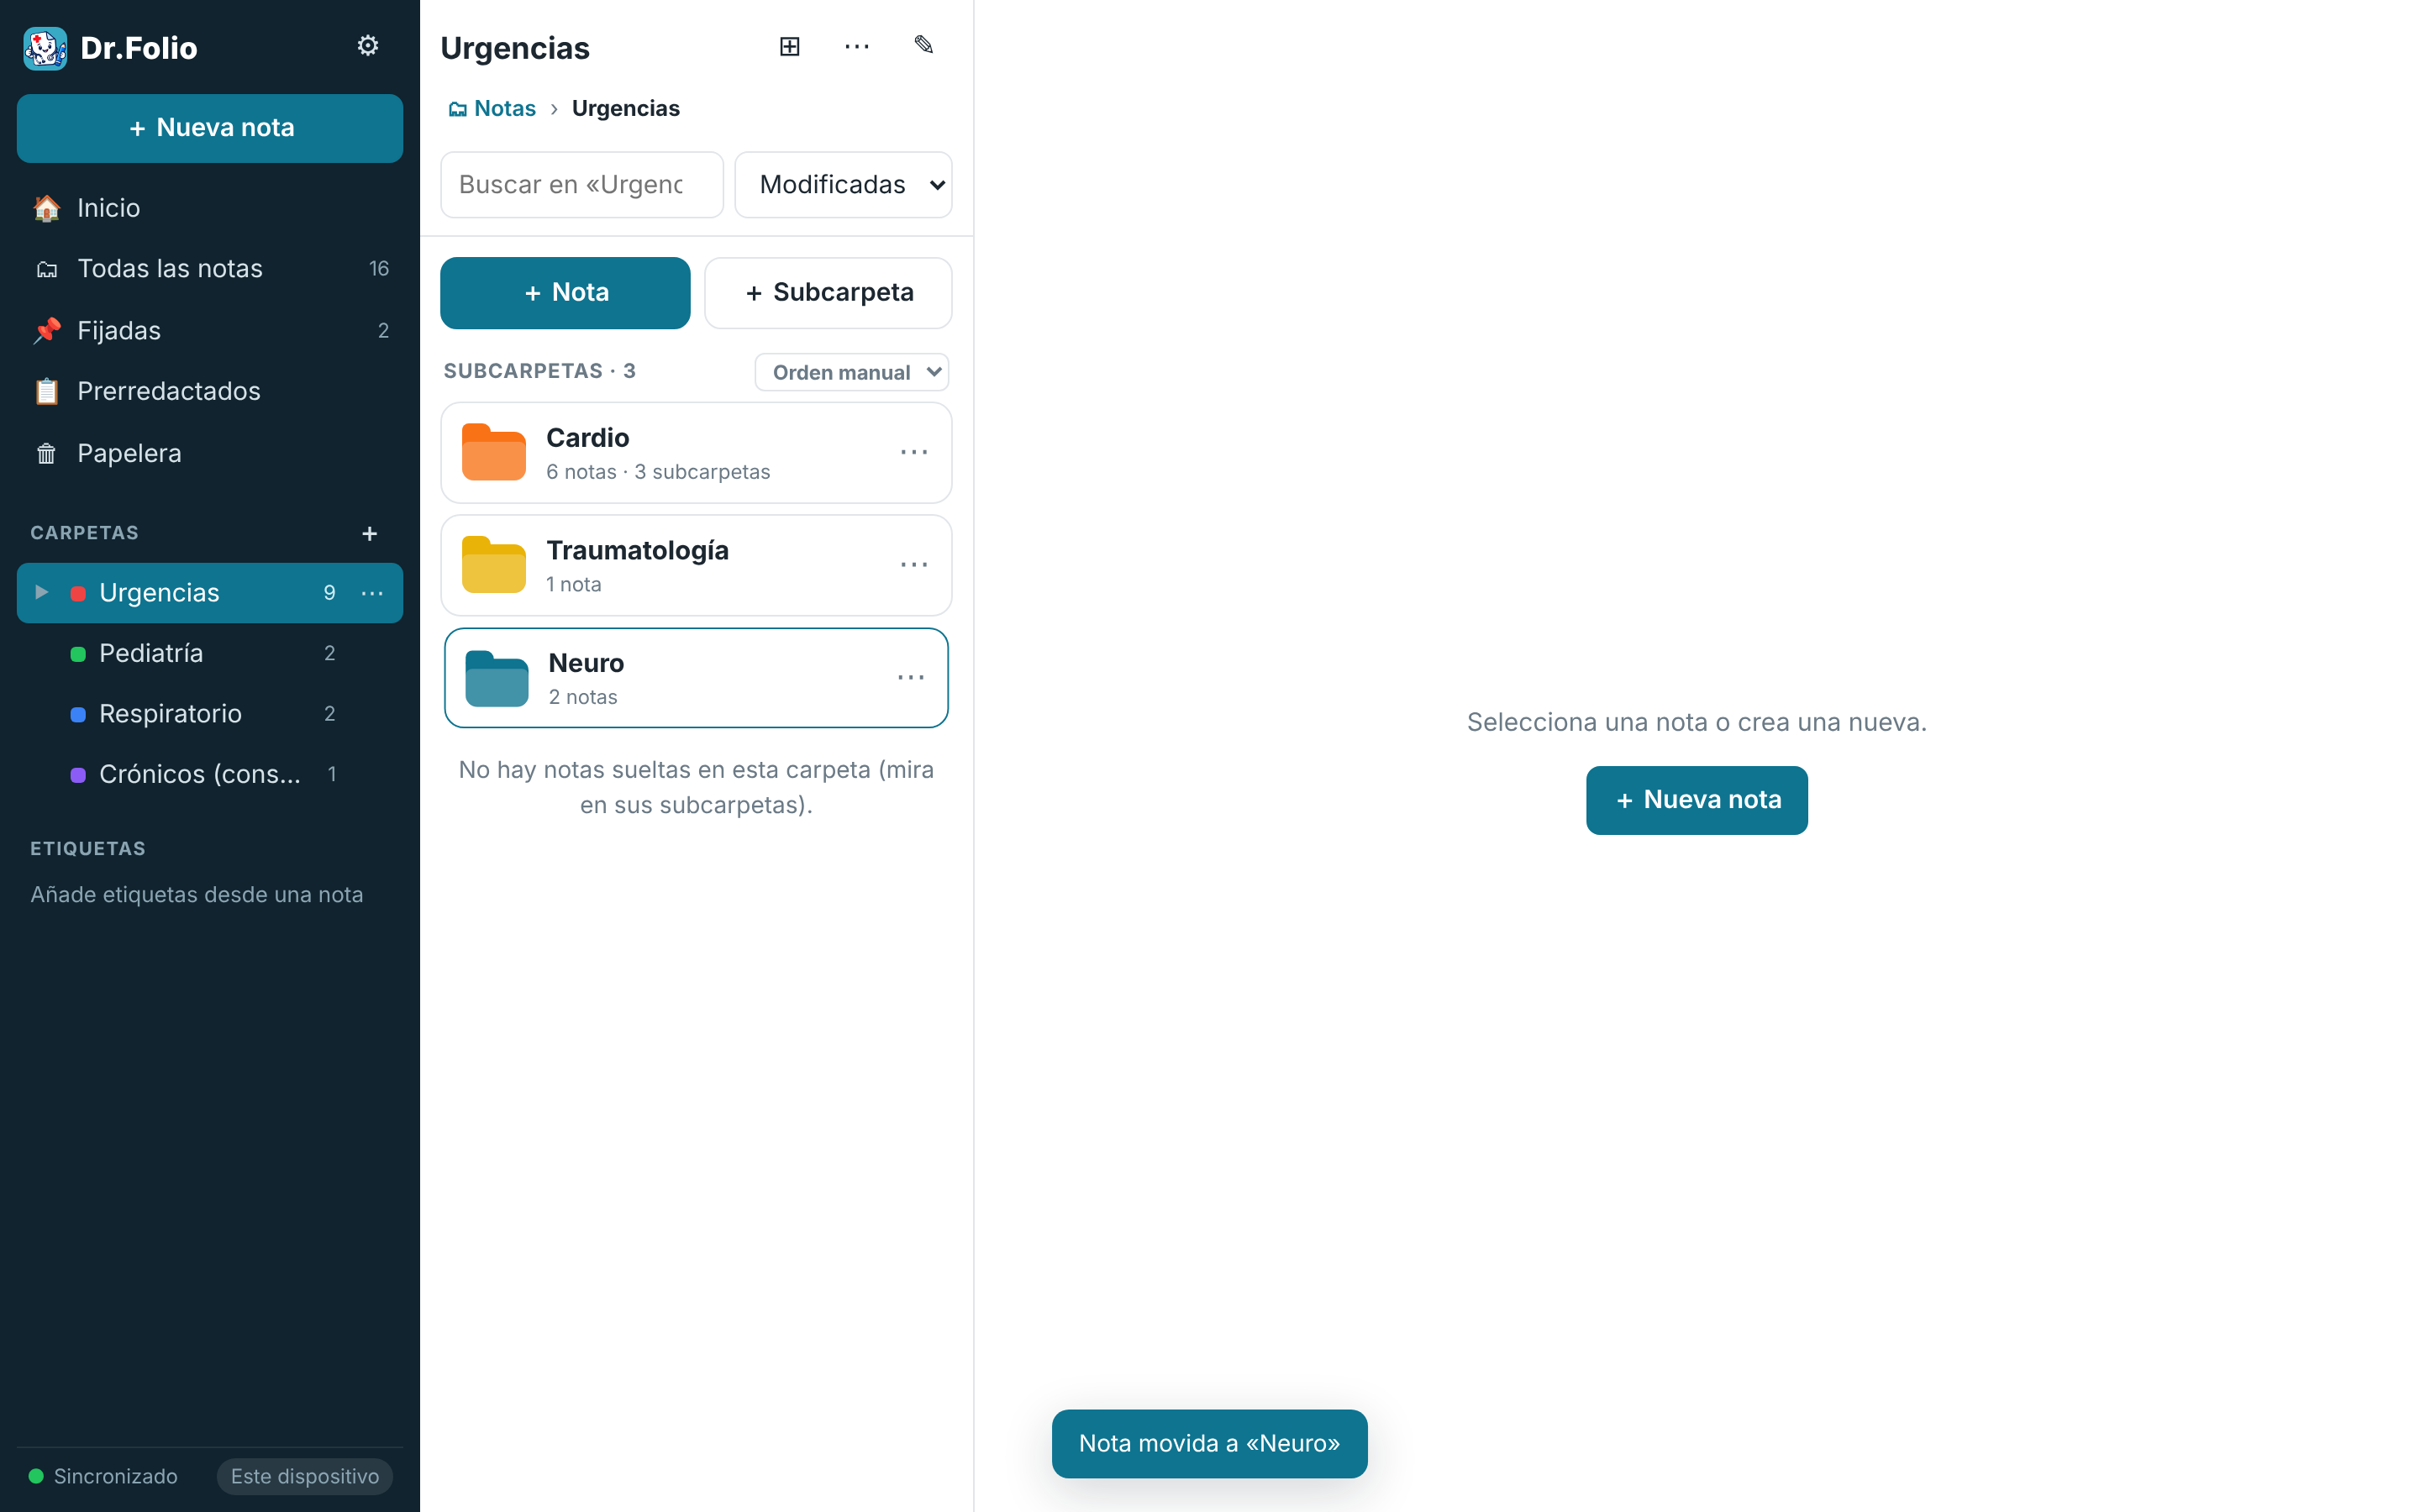 Dr.Folio
+ Nueva nota
Inicio
Todas las notas 16
Fijadas 2
Prerredactados
Papelera
CARPETAS +
Urgencias 9 ...
Pediatría 2
Respiratorio 2
Crónicos (cons... 1
ETIQUETAS
Añade etiquetas desde una nota
Sincronizado Este dispositivo
Urgencias ...
Notas › Urgencias
Buscar en «Urgenc Modificadas
+ Nota + Subcarpeta
SUBCARPETAS · 3 Orden manual
Cardio
6 notas · 3 subcarpetas
Traumatología
1 nota
Neuro
2 notas
No hay notas sueltas en esta carpeta (mira
en sus subcarpetas).
Selecciona una nota o crea una nueva.
+ Nueva nota
Nota movida a «Neuro»